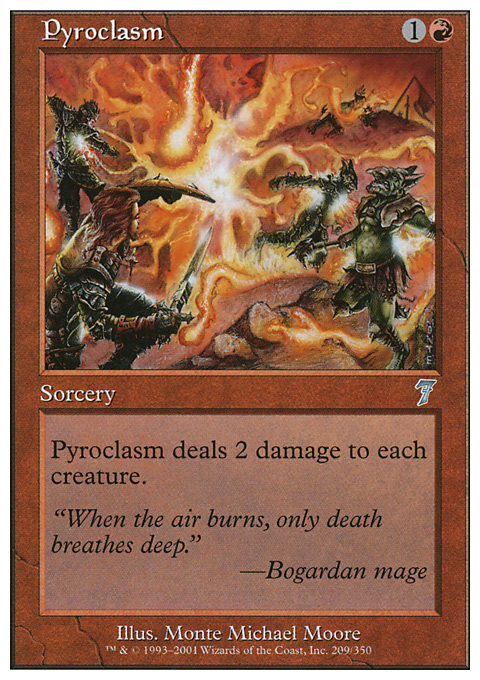 Pyroclasm 1
Sorcery
Pyroclasm deals 2 damage to each
creature.
“When the air burns, only death
breathes deep.”
—Bogardan mage
Illus. Monte Michael Moore
™ & © 1993–2001 Wizards of the Coast, Inc. 209/350